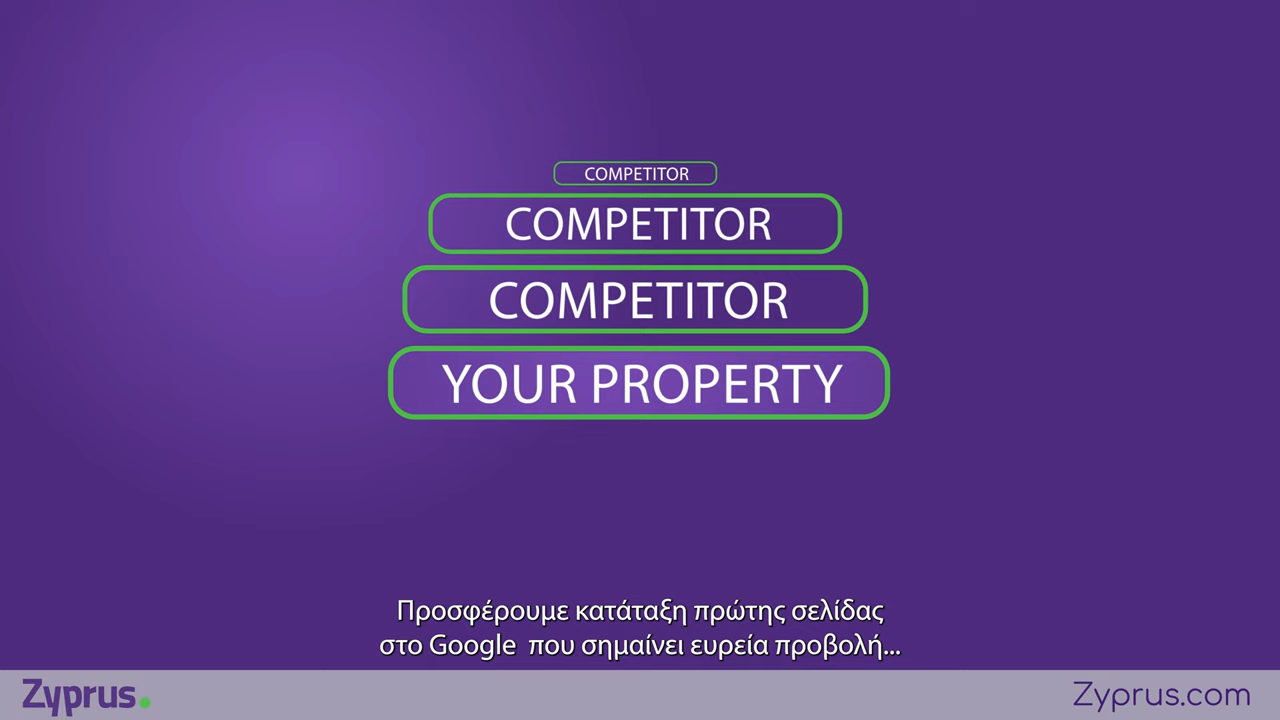 COMPETITOR
COMPETITOR
COMPETITOR
YOUR PROPERTY
Προσφέρουμε κατάταξη πρώτης σελίδας
στο Google που σημαίνει ευρεία προβολή...
Zyprus.
Zyprus.com